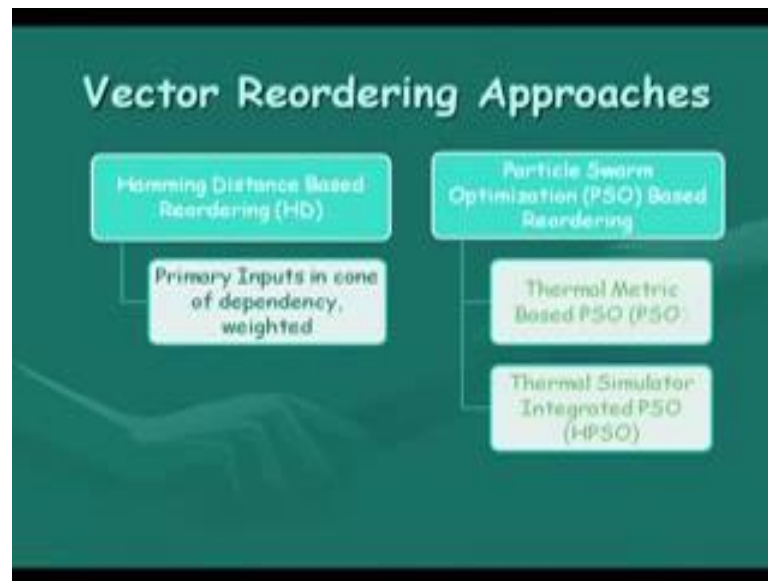 Vector Reordering Approaches
Hamming Distance Based
Reordering (HD)
Primary Inputs in cone
of dependency,
weighted
Particle Swarm
Optimization (PSO) Based
Reordering
Thermal Metric
Based PSO (PSO)
Thermal Simulator
Integrated PSO
(HPSO)